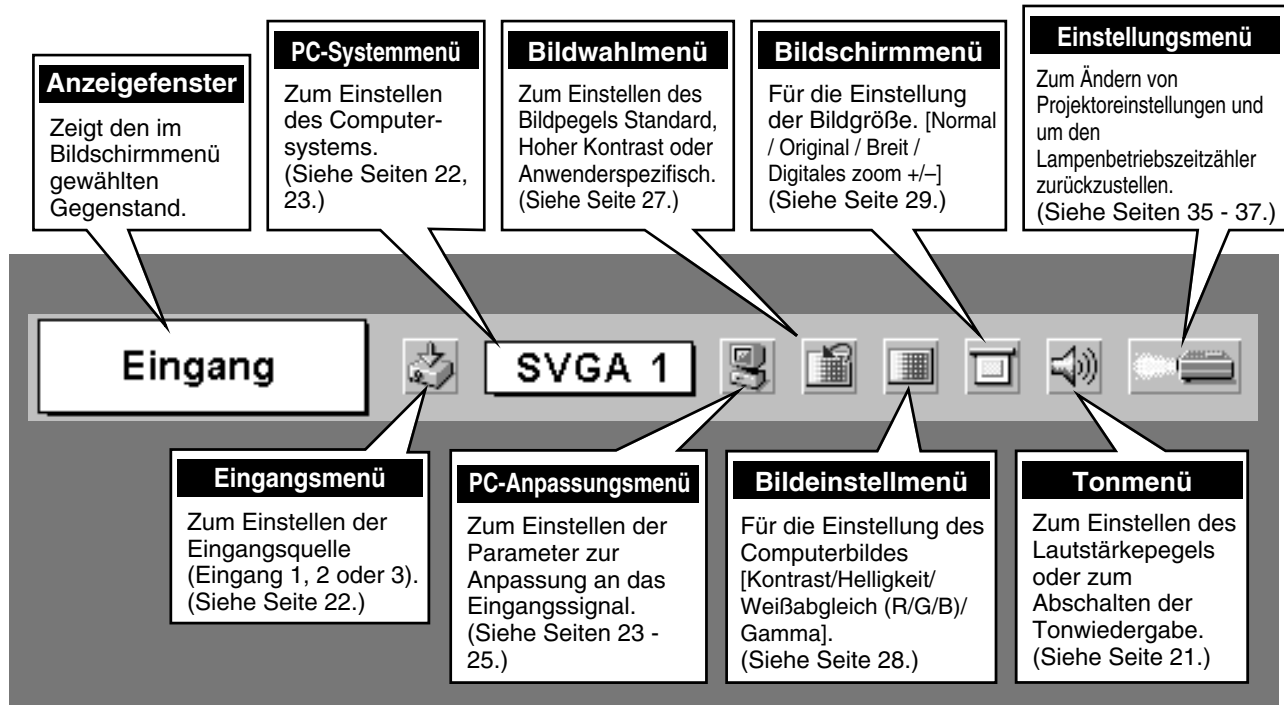 Anzeigefenster
Zeigt den im
Bildschirmmenü
gewählten
Gegenstand.
PC-Systemmenü
Zum Einstellen
des Computer-
systems.
(Siehe Seiten 22,
23.)
Bildwahlmenü
Zum Einstellen des
Bildpegels Standard,
Hoher Kontrast oder
Anwenderspezifisch.
(Siehe Seite 27.)
Bildschirmmenü
Für die Einstellung
der Bildgröße. [Normal
/ Original / Breit /
Digitales zoom +/–]
(Siehe Seite 29.)
Einstellungsmenü
Zum Ändern von
Projektoreinstellungen und
um den
Lampenbetriebszeitzähler
zurückzustellen.
(Siehe Seiten 35 - 37.)
Eingang
SVGA 1
Eingangsmenü
Zum Einstellen der
Eingangsquelle
(Eingang 1, 2 oder 3).
(Siehe Seite 22.)
PC-Anpassungsmenü
Zum Einstellen der
Parameter zur
Anpassung an das
Eingangssignal.
(Siehe Seiten 23 -
25.)
Bildeinstellmenü
Für die Einstellung des
Computerbildes
[Kontrast/Helligkeit/
Weißabgleich (R/G/B)/
Gamma].
(Siehe Seite 28.)
Tonmenü
Zum Einstellen des
Lautstärkepegels
oder zum
Abschalten der
Tonwiedergabe.
(Siehe Seite 21.)